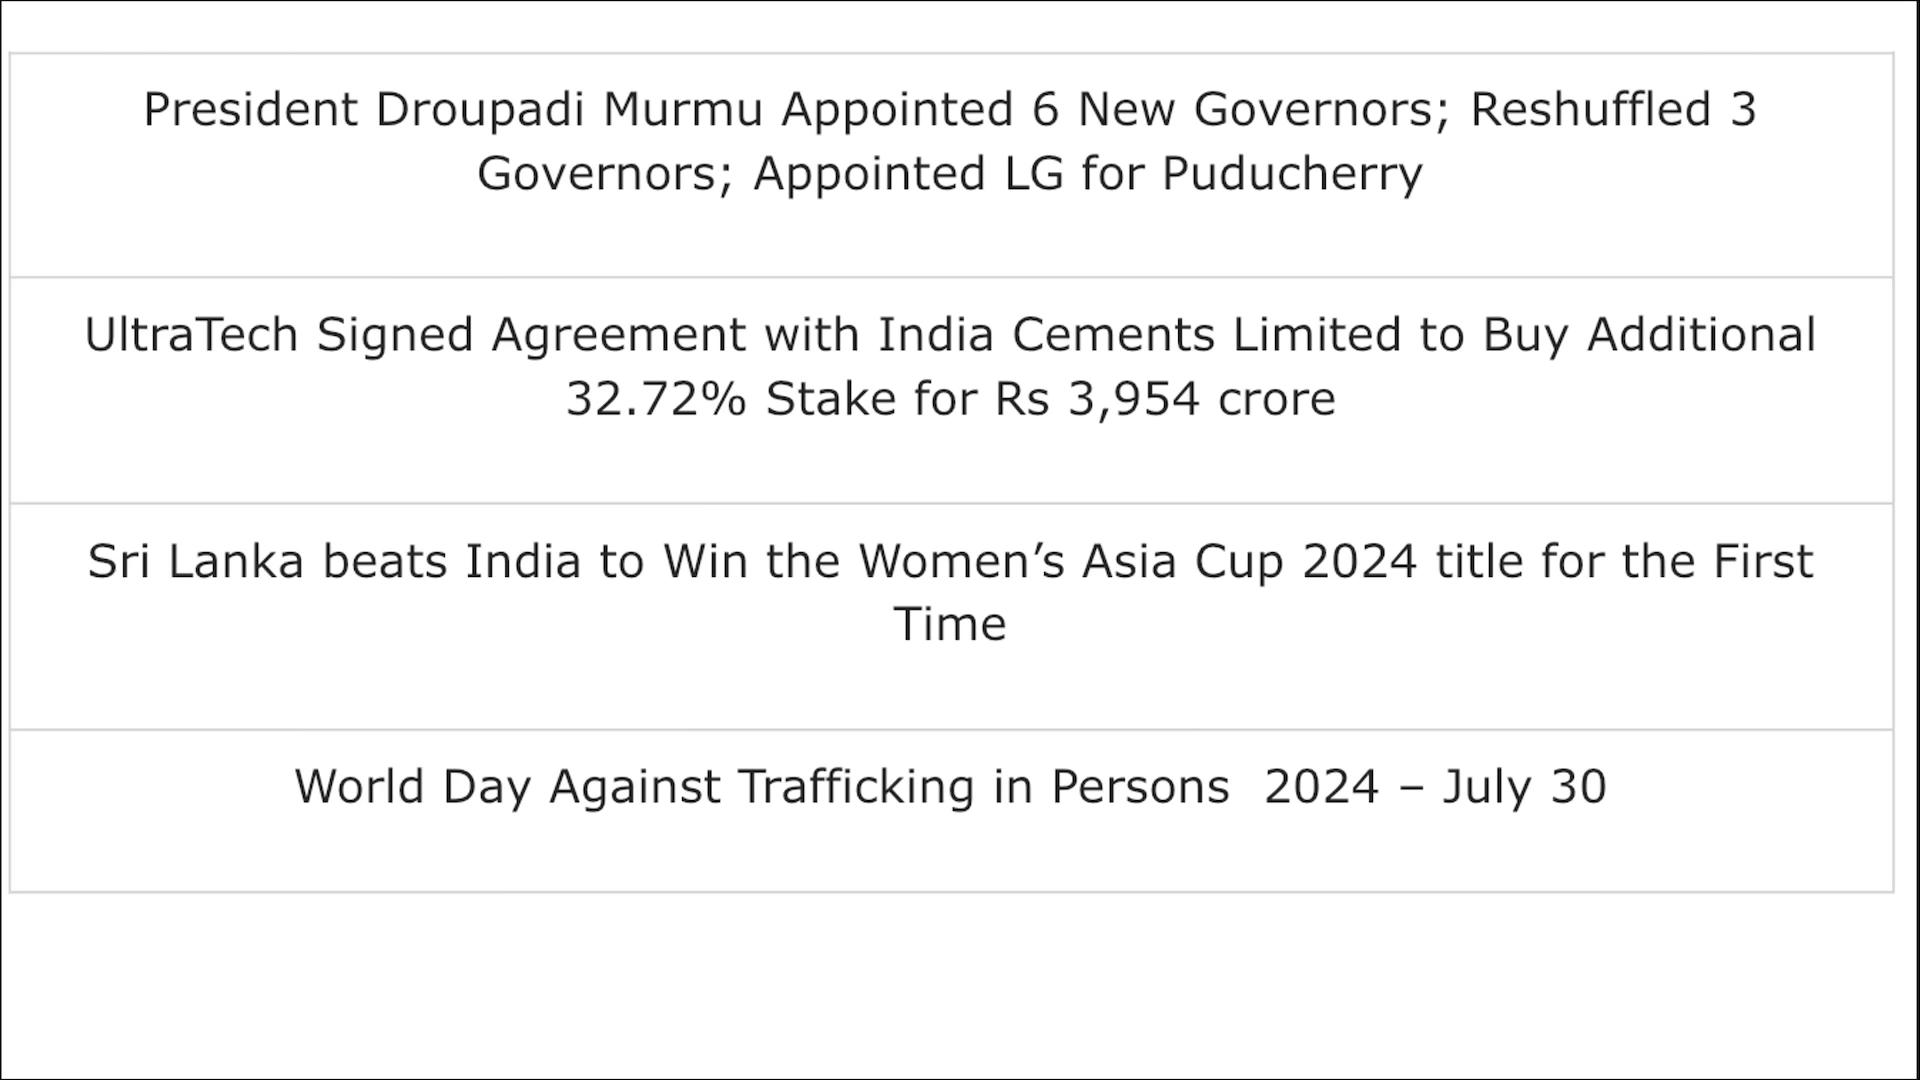 President Droupadi Murmu Appointed 6 New Governors; Reshuffled 3
Governors; Appointed LG for Puducherry
UltraTech Signed Agreement with India Cements Limited to Buy Additional
32.72% Stake for Rs 3,954 crore
Sri Lanka beats India to Win the Women’s Asia Cup 2024 title for the First
Time
World Day Against Trafficking in Persons  2024 – July 30